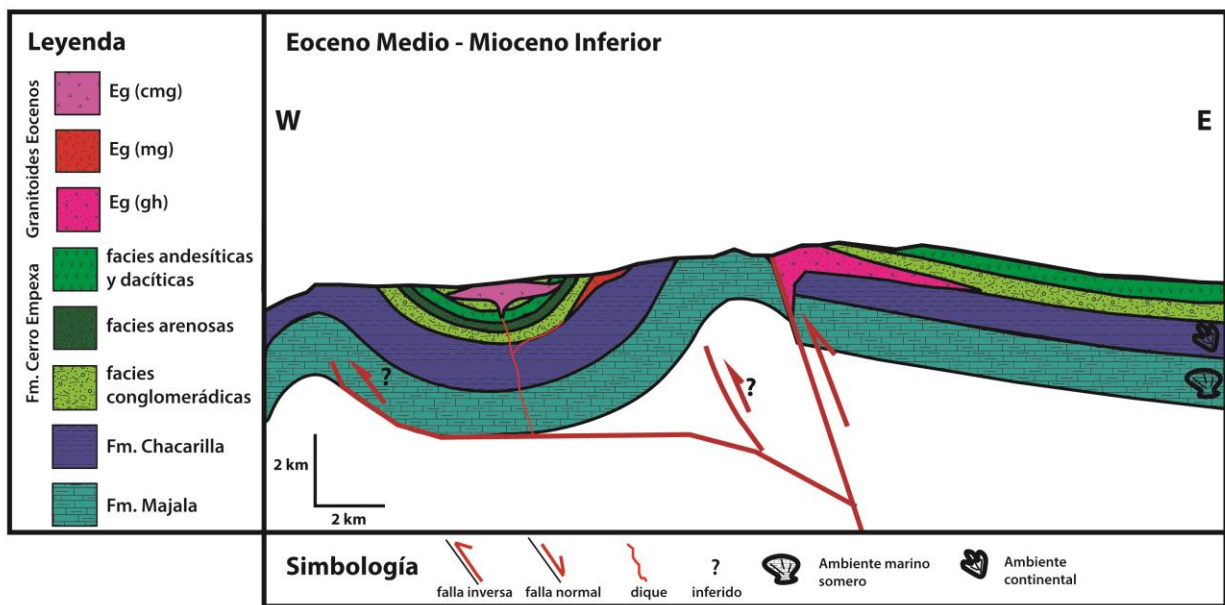 Leyenda
Granitoides Eocenos
Eg (cmg)
Eg (mg)
Eg (gh)
Fm. Cerro Empexa
facies andesíticas
y dacíticas
facies arenosas
facies
conglomerádicas
Fm. Chacarilla
Fm. Majala
Eoceno Medio - Mioceno Inferior
W
E
?
?
2 km
2 km
Simbología
falla inversa
falla normal
dique
?
inferido
Ambiente marino
somero
Ambiente
continental